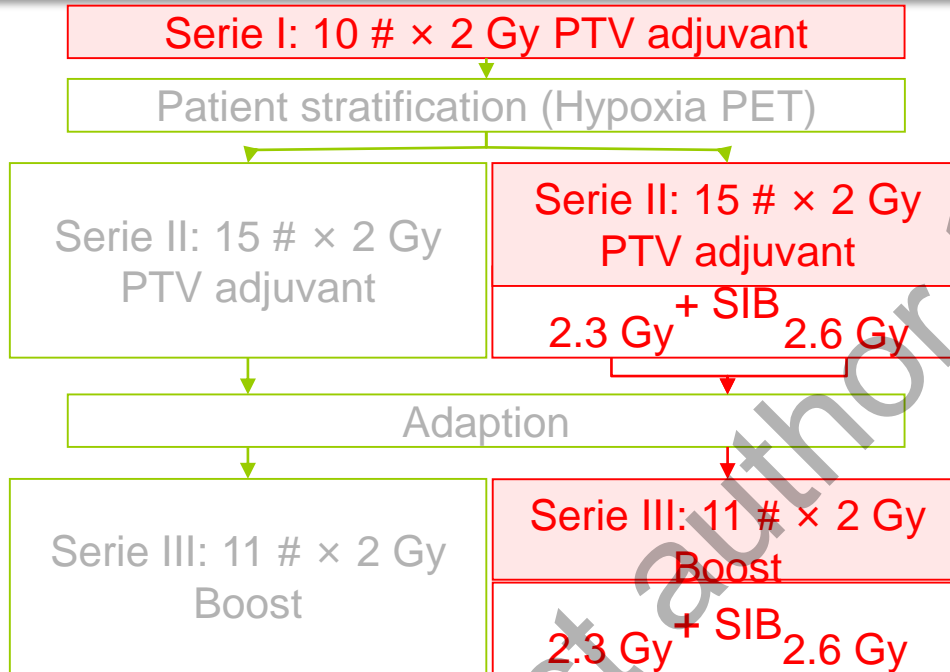 Serie I: 10 # × 2 Gy PTV adjuvant
Patient stratification (Hypoxia PET)
Serie II: 15 # × 2 Gy
PTV adjuvant
Serie II: 15 # × 2 Gy
PTV adjuvant
+ SIB
2.3 Gy 2.6 Gy
Adaption
Serie III: 11 # × 2 Gy
Boost
Serie III: 11 # × 2 Gy
Boost
+ SIB
2.3 Gy 2.6 Gy
st author